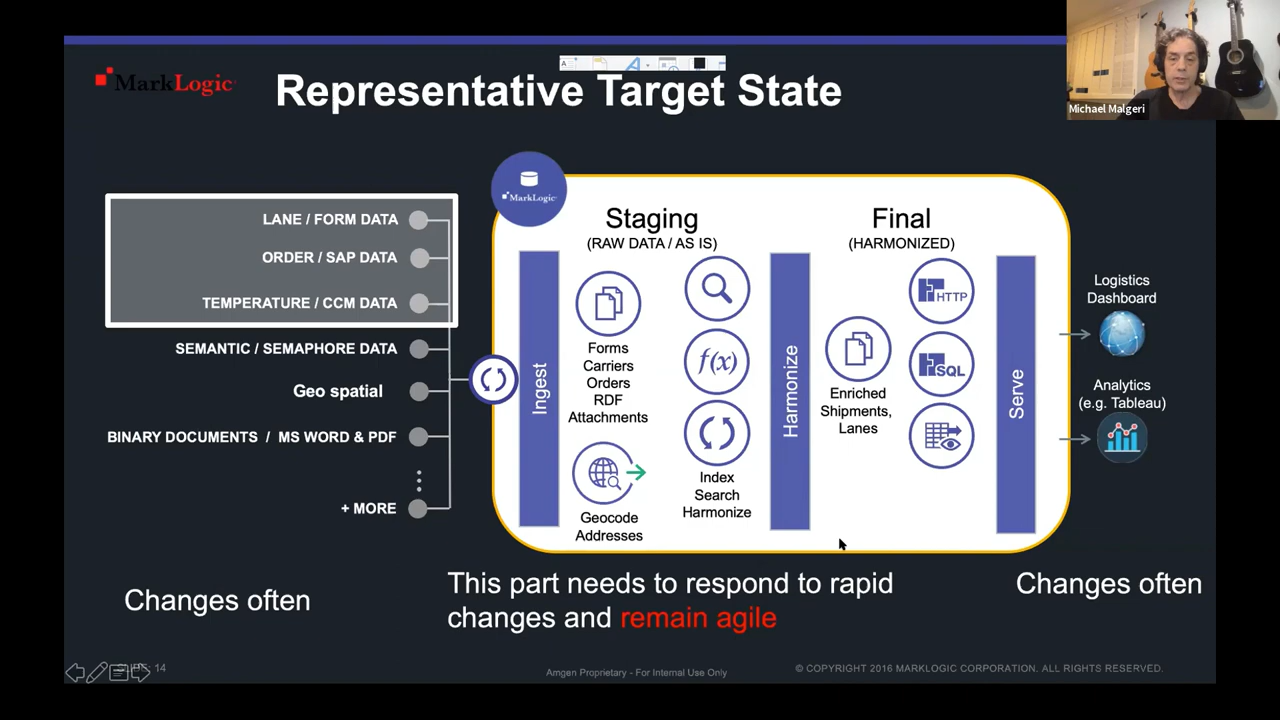 MarkLogic
Representative Target State
Michael Malgeri
LANE / FORM DATA
ORDER / SAP DATA
TEMPERATURE / CCM DATA
SEMANTIC / SEMAPHORE DATA
Geo spatial
BINARY DOCUMENTS / MS WORD & PDF
+ MORE
Changes often
MarkLogic
Ingest
Staging
(RAW DATA / AS IS)
Forms
Carriers
Orders
RDF
Attachments
Geocode
Addresses
f(x)
Index
Search
Harmonize
Harmonize
Final
(HARMONIZED)
Enriched
Shipments,
Lanes
HTTP
SQL
Serve
Logistics
Dashboard
Analytics
(e.g. Tableau)
This part needs to respond to rapid
changes and remain agile
Changes often
14
Amgen Proprietary - For Internal Use Only
© COPYRIGHT 2016 MARKLOGIC CORPORATION. ALL RIGHTS RESERVED.